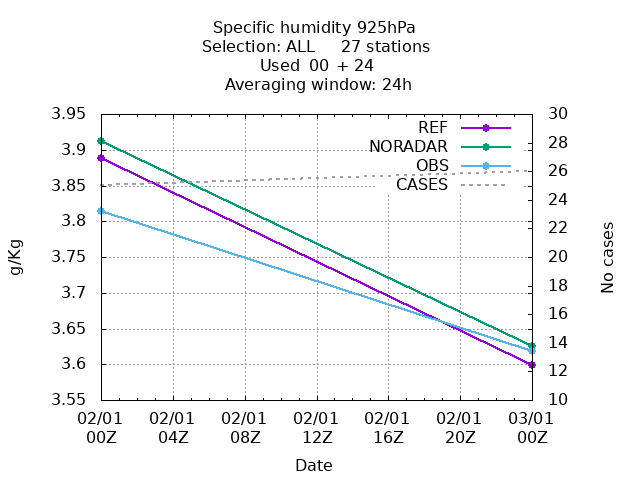 Specific humidity 925hPa
Selection: ALL 27 stations
Used 00 + 24
Averaging window: 24h
3.95
3.9
3.85
3.8
3.75
3.7
3.65
3.6
3.55
g/Kg
30
28
26
24
22
20
18
16
14
12
10
No cases
REF
NORADAR
OBS
CASES
02/01 02/01 02/01 02/01 02/01 02/01 03/01
00Z 04Z 08Z 12Z 16Z 20Z 00Z
Date